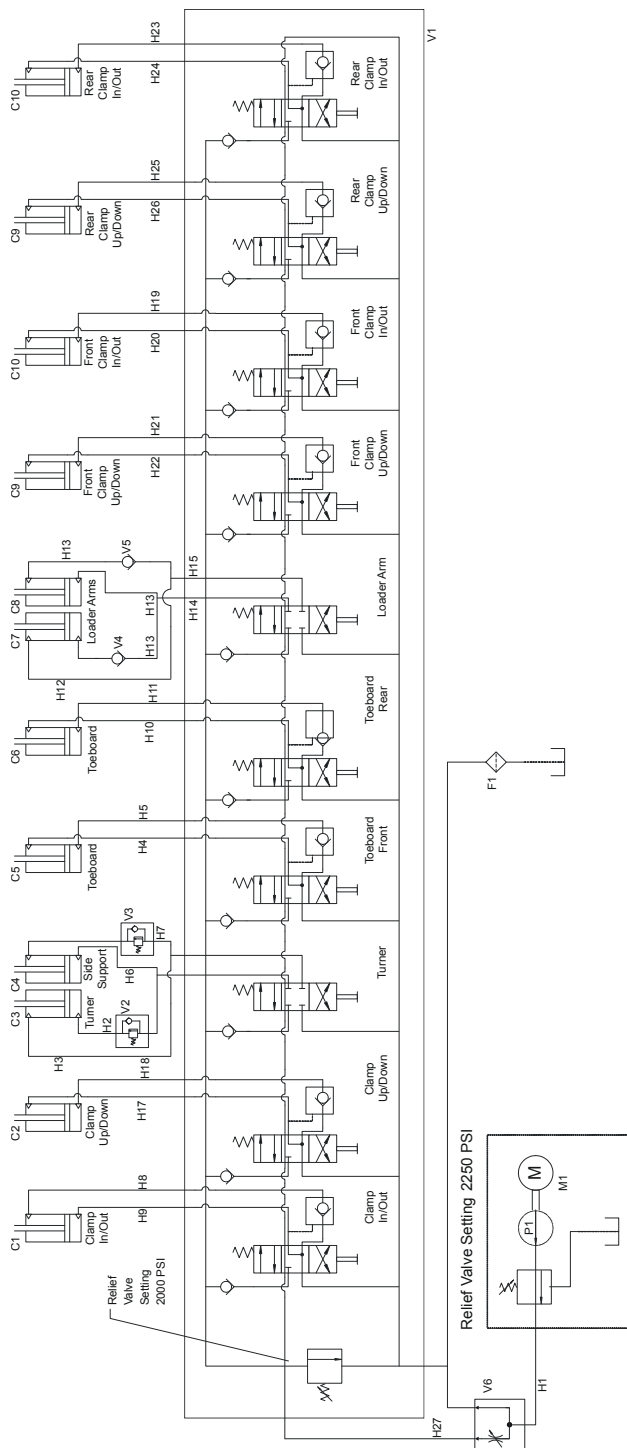 C1
Clamp
In/Out
H8
H9
C2
Clamp
Up/Down
H17
H18
C3
C4
Turner
Side
Support
H3
H2
V2
H6
V3
H7
C5
Toeboard
H5
H4
C6
Toeboard
H11
H10
C7
C8
Loader Arms
H12
V4
H13
H13
H13
V5
H15
H14
C9
Front
Clamp
Up/Down
H21
H22
C10
Front
Clamp
In/Out
H19
H20
C9
Rear
Clamp
Up/Down
H25
H26
C10
Rear
Clamp
In/Out
H23
H24
Relief
Valve
Setting
2000 PSI
Clamp
In/Out
Clamp
Up/Down
Turner
Toeboard
Front
Toeboard
Rear
Loader Arm
Front
Clamp
Up/Down
Front
Clamp
In/Out
Rear
Clamp
Up/Down
Rear
Clamp
In/Out
V1
H27
V6
H1
Relief Valve Setting 2250 PSI
P1
M
M1
F1